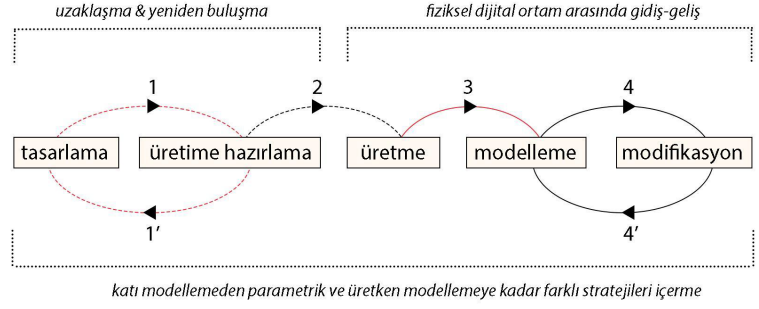 uzaklaşma & yeniden buluşma
fiziksel dijital ortam arasında gidiş-geliş
1
2
3
4
tasarlama
üretime hazırlama
üretme
modelleme
modifikasyon
1’
4’
katı modellemeden parametrik ve üretken modellemeye kadar farklı stratejileri içerme